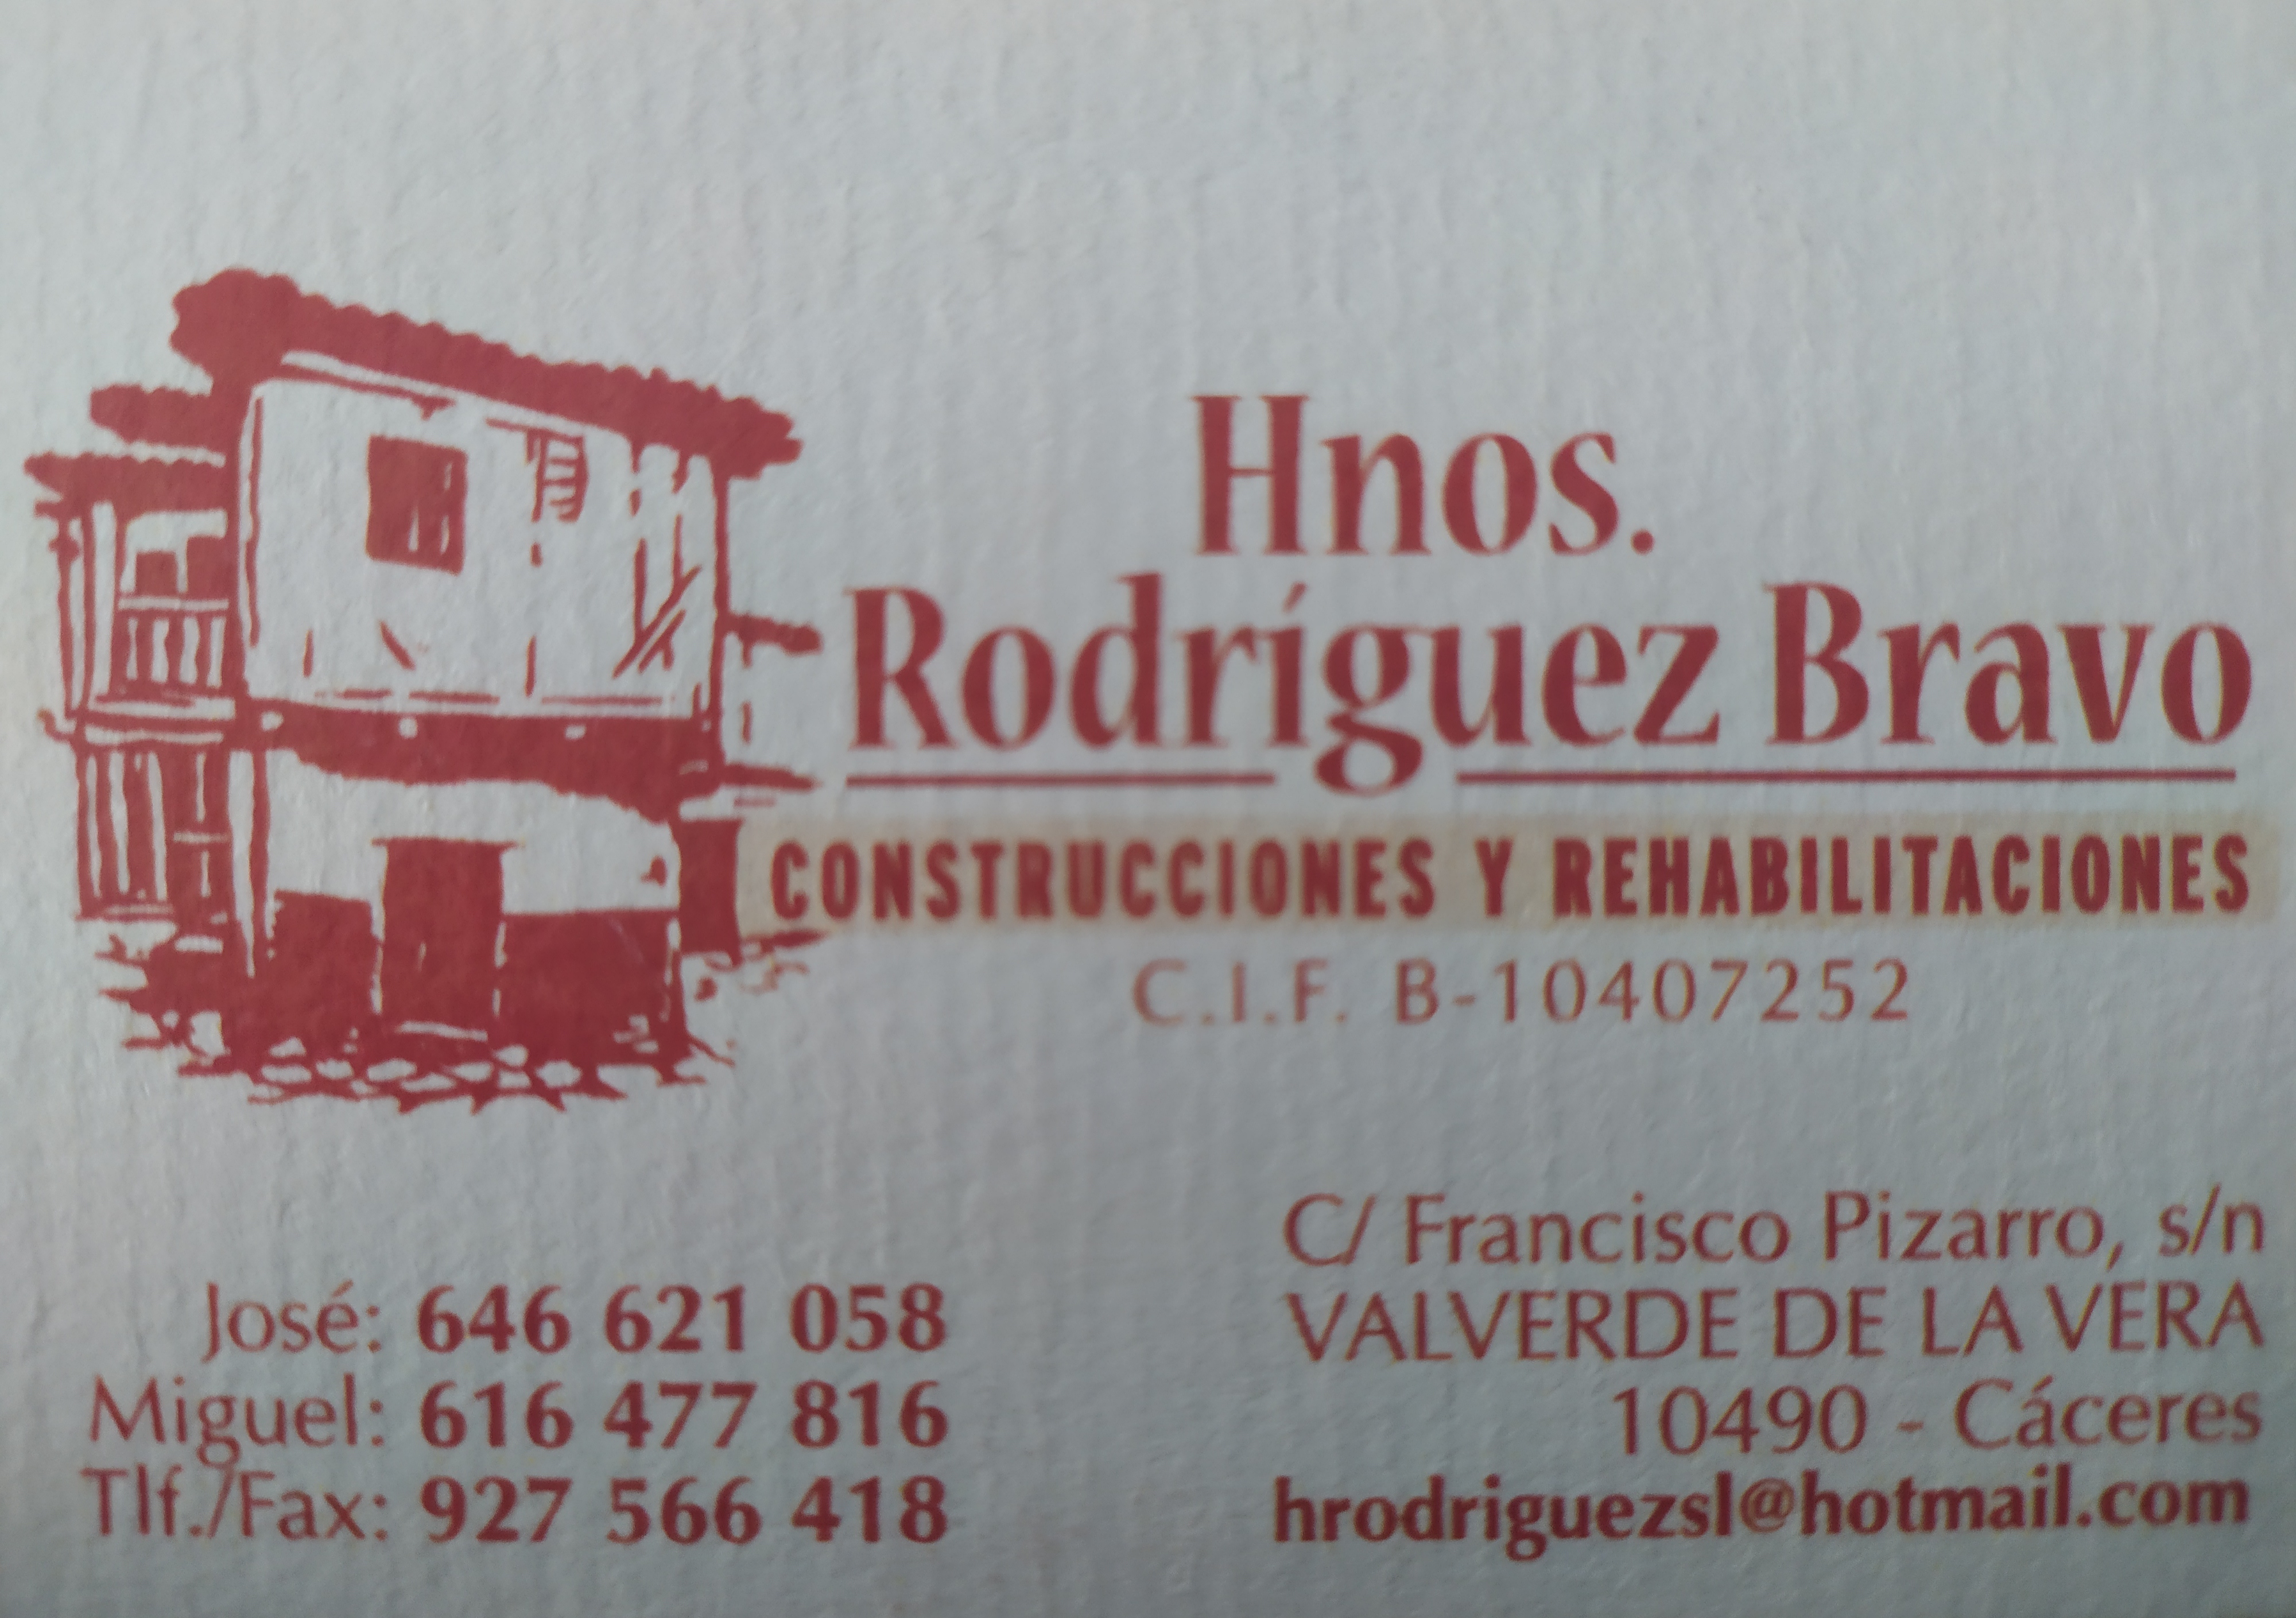 Hnos.
Rodríguez Bravo
CONSTRUCCIONES Y REHABILITACIONES
C.I.F. B-10407252
José: 646 621 058
Miguel: 616 477 816
Tlf./Fax: 927 566 418
C/ Francisco Pizarro, s/n
VALVERDE DE LA VERA
10490 - Cáceres
hrodriguezsl@hotmail.com